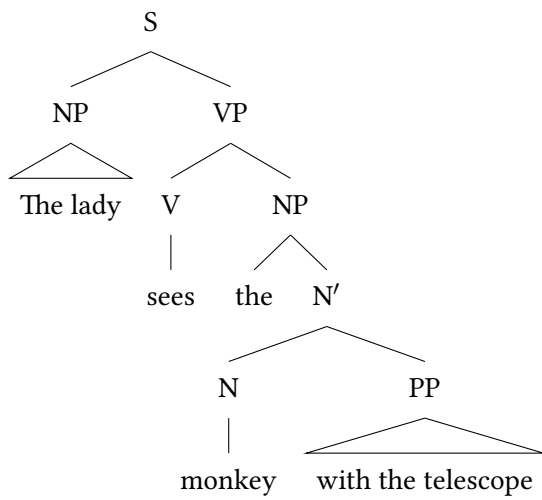 S
NP VP
The lady V NP
sees the N′
N PP
monkey with the telescope